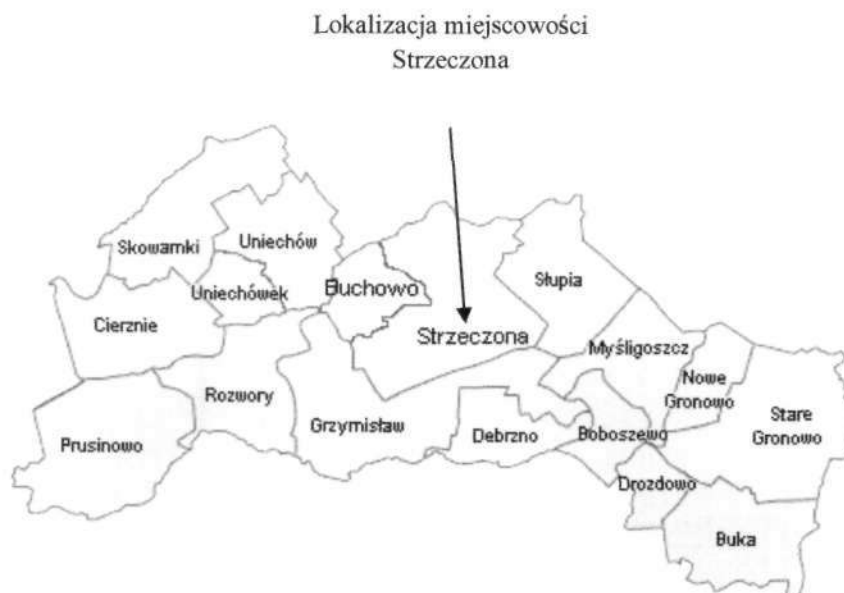 Lokalizacja miejscowości
Strzeczona
Skowarnki
Uniechów
Uniechówek
Buchowo
Słupia
Cierznie
Strzeczona
Myśligoszcz
Nowe
Gronowo
Rozwory
Grzymisław
Debrzno
Boboszewo
Stare
Gronowo
Prusinowo
Drozdowo
Buka